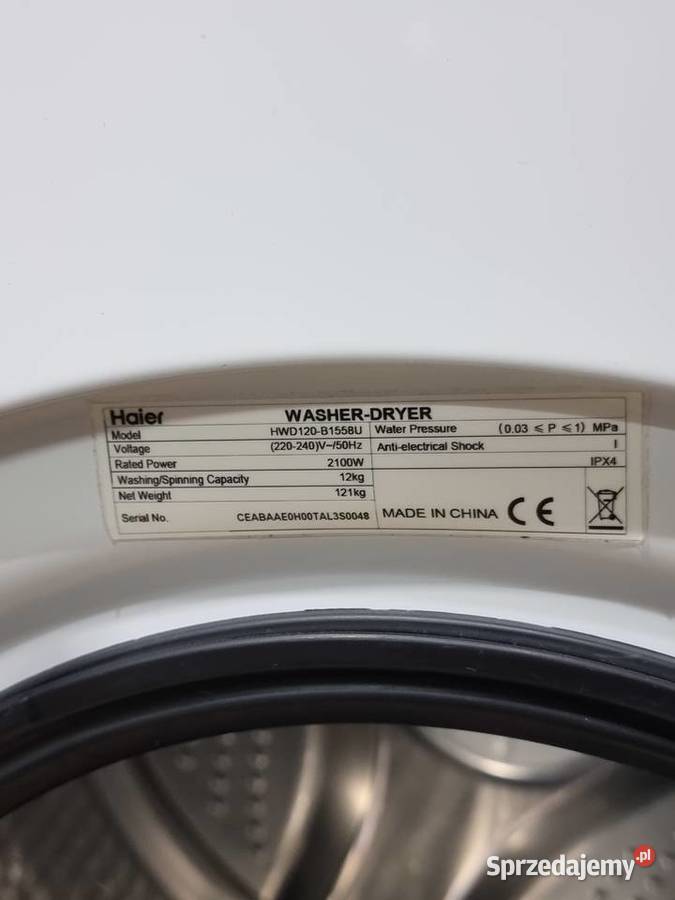 Haier WASHER-DRYER
Model HWD120-B1558U Water Pressure (0.03 ≤ P ≤ 1) MPa
Voltage (220-240)V~/50Hz Anti-electrical Shock I
Rated Power 2100W IPX4
Washing/Spinning Capacity 12kg
Net Weight 121kg
Serial No. CEABAAE0H00TAL3S0048 MADE IN CHINA CE
Sprzedajemy.pl